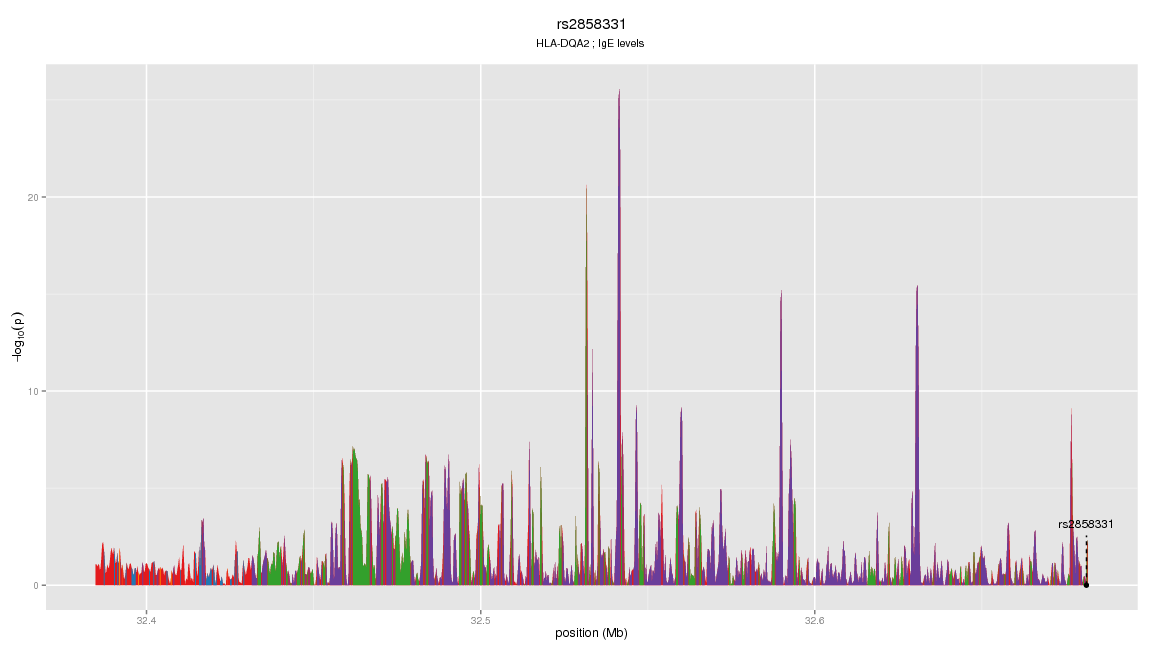 rs2858331
HLA-DQA2 ; IgE levels
−log10(p)
20
10
0
rs2858331
32.4
32.5
32.6
position (Mb)